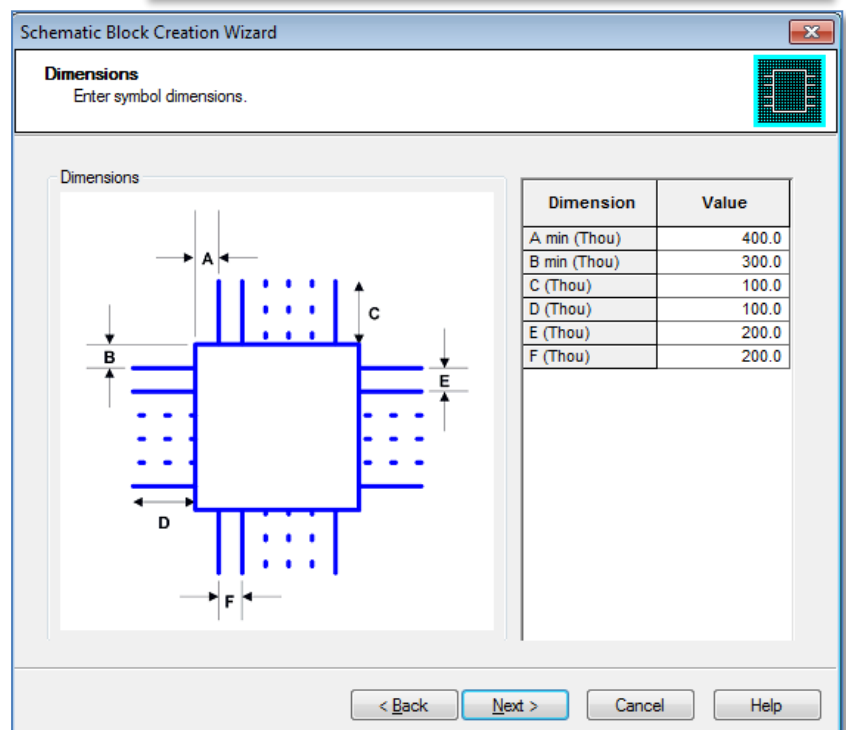 Schematic Block Creation Wizard
Dimensions
Enter symbol dimensions.
Dimensions
A
C
B
E
D
F
Dimension Value
A min (Thou) 400.0
B min (Thou) 300.0
C (Thou) 100.0
D (Thou) 100.0
E (Thou) 200.0
F (Thou) 200.0
< Back Next > Cancel Help